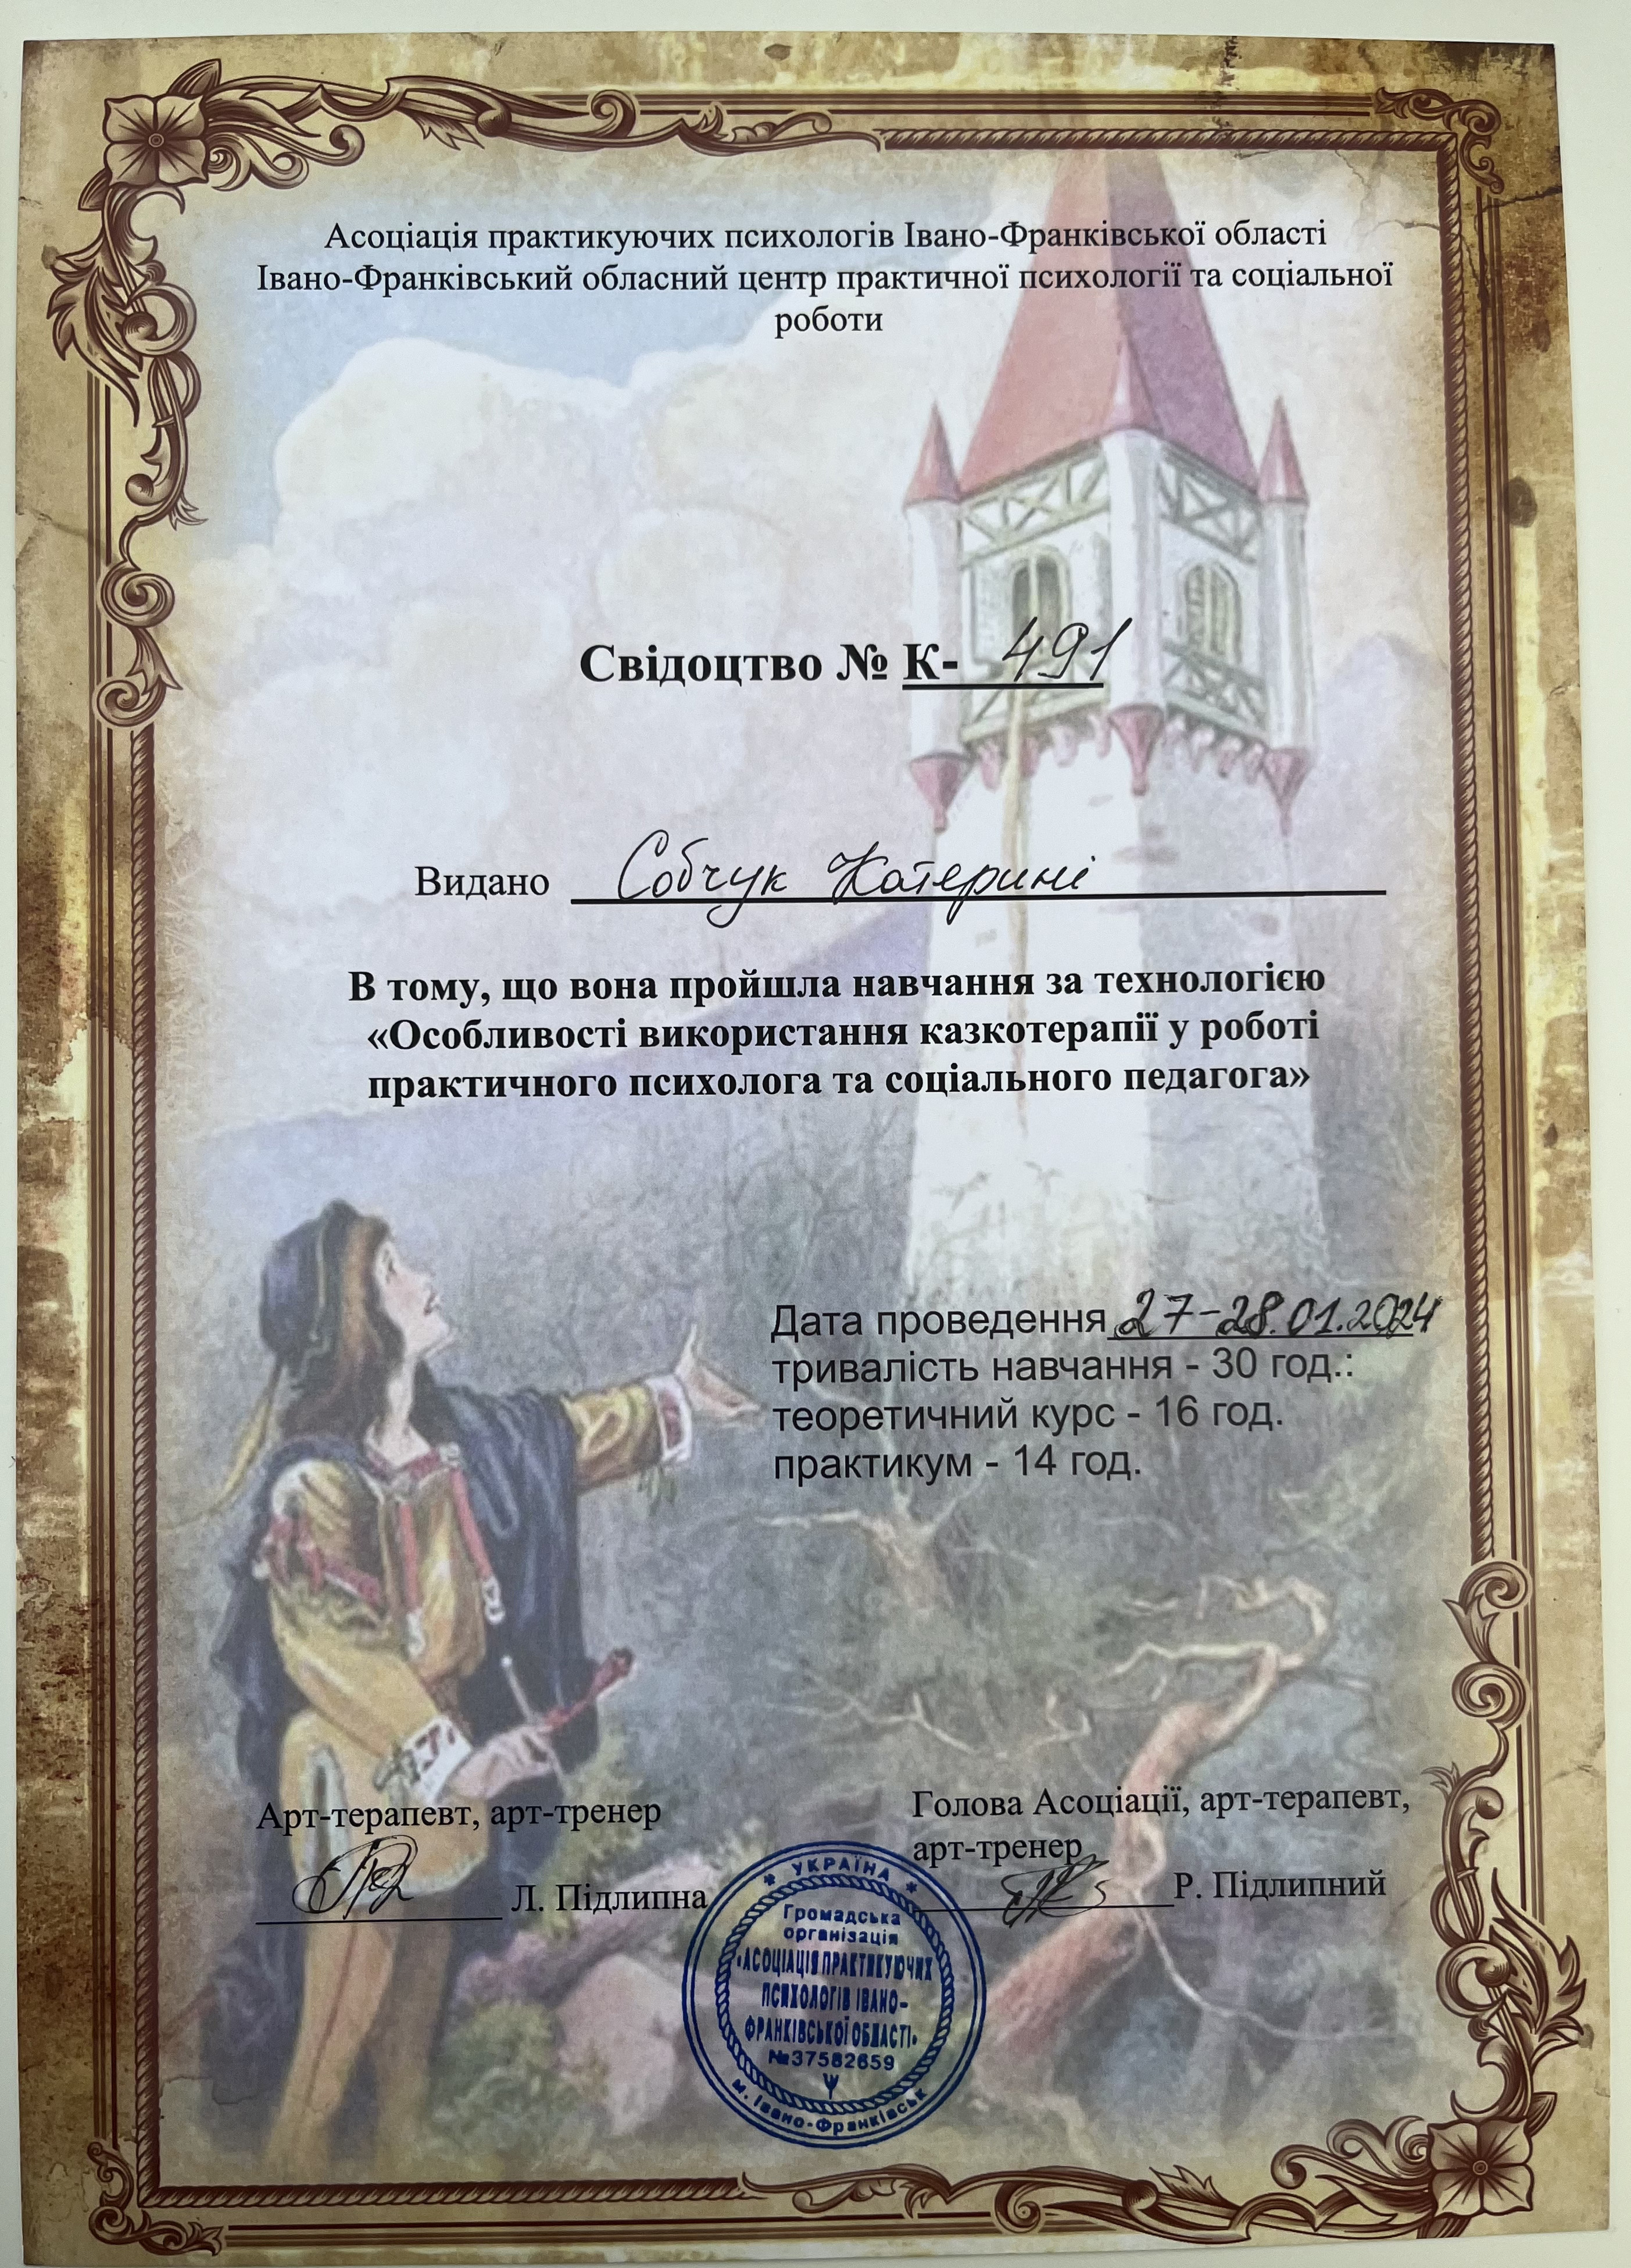 Асоціація практикуючих психологів Івано-Франківської області
Івано-Франківський обласний центр практичної психології та соціальної
роботи
Свідоцтво № К- 491
Видано Собчук Катерині
В тому, що вона пройшла навчання за технологією
«Особливості використання казкотерапії у роботі
практичного психолога та соціального педагога»
Дата проведення 27-28.01.2024
тривалість навчання - 30 год.:
теоретичний курс - 16 год.
практикум - 14 год.
Арт-терапевт, арт-тренер
Л. Підлипна
Голова Асоціації, арт-терапевт,
арт-тренер
Р. Підлипний
* УКРАЇНА *
Громадська
організація
«АСОЦІАЦІЯ ПРАКТИКУЮЧИХ
ПСИХОЛОГІВ ІВАНО-
ФРАНКІВСЬКОЇ ОБЛАСТІ»
№37582659
м. Івано-Франківськ